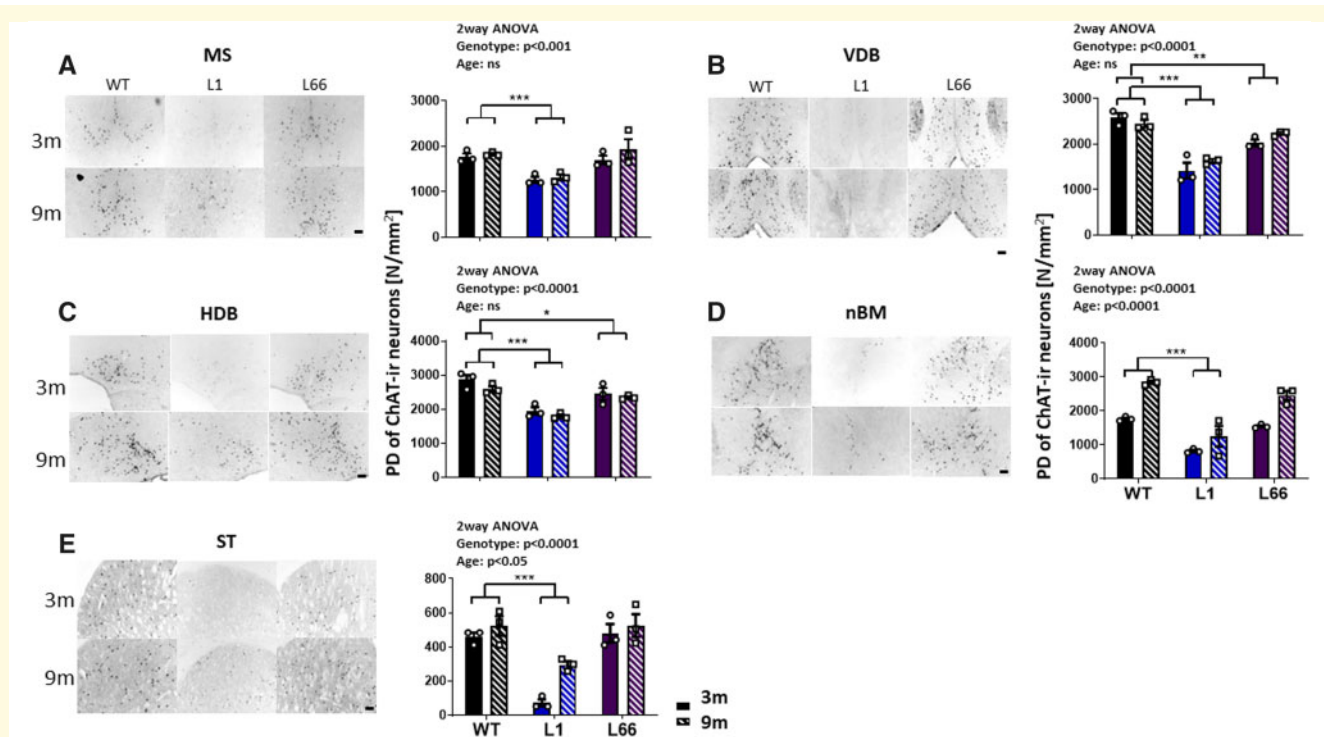 A
MS
WT L1 L66
3m
9m
2way ANOVA
Genotype: p<0.001
Age: ns
***
3000
2000
1000
0
B
VDB
WT L1 L66
3m
9m
2way ANOVA
Genotype: p<0.0001
Age: ns
**
***
3000
2000
1000
0
PD of ChAT-ir neurons [N/mm²]
C
HDB
3m
9m
2way ANOVA
Genotype: p<0.0001
Age: ns
*
***
4000
3000
2000
1000
0
PD of ChAT-ir neurons [N/mm²]
D
nBM
3m
9m
2way ANOVA
Genotype: p<0.0001
Age: p<0.0001
***
4000
3000
2000
1000
0
WT L1 L66
E
ST
3m
9m
2way ANOVA
Genotype: p<0.0001
Age: p<0.05
***
800
600
400
200
0
WT L1 L66
3m
9m